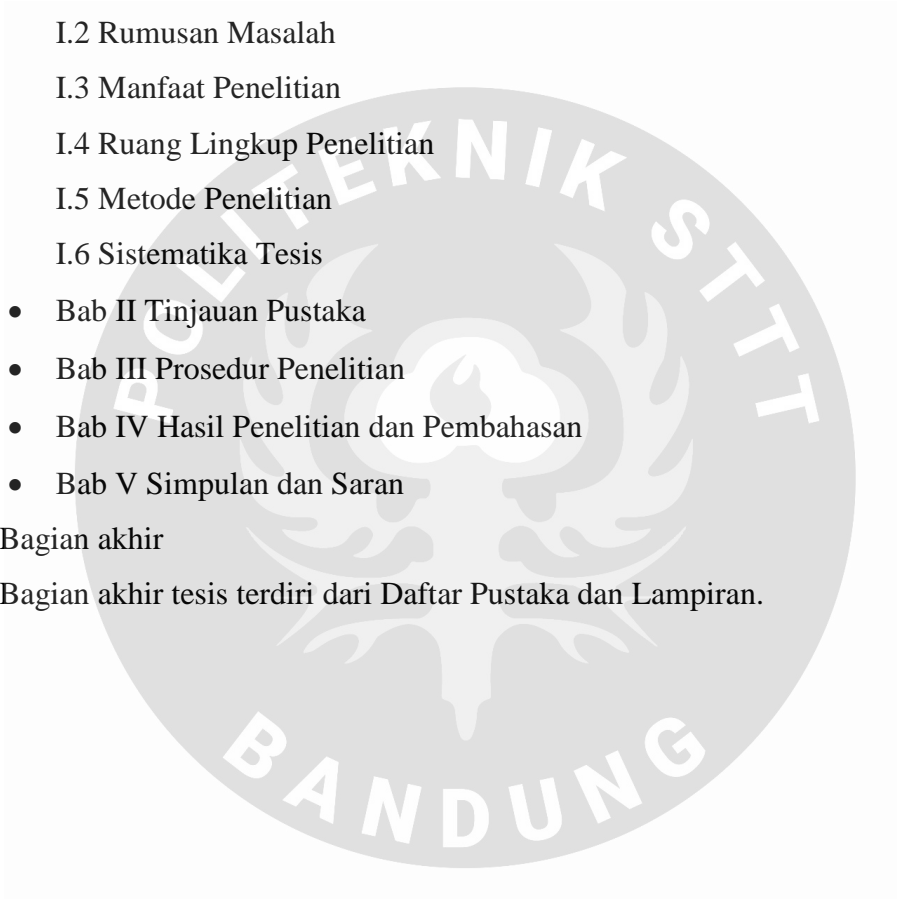 I.2 Rumusan Masalah
I.3 Manfaat Penelitian
I.4 Ruang Lingkup Penelitian
I.5 Metode Penelitian
I.6 Sistematika Tesis
• Bab II Tinjauan Pustaka
• Bab III Prosedur Penelitian
• Bab IV Hasil Penelitian dan Pembahasan
• Bab V Simpulan dan Saran
Bagian akhir
Bagian akhir tesis terdiri dari Daftar Pustaka dan Lampiran.
POLITEKNIK STTT
BANDUNG